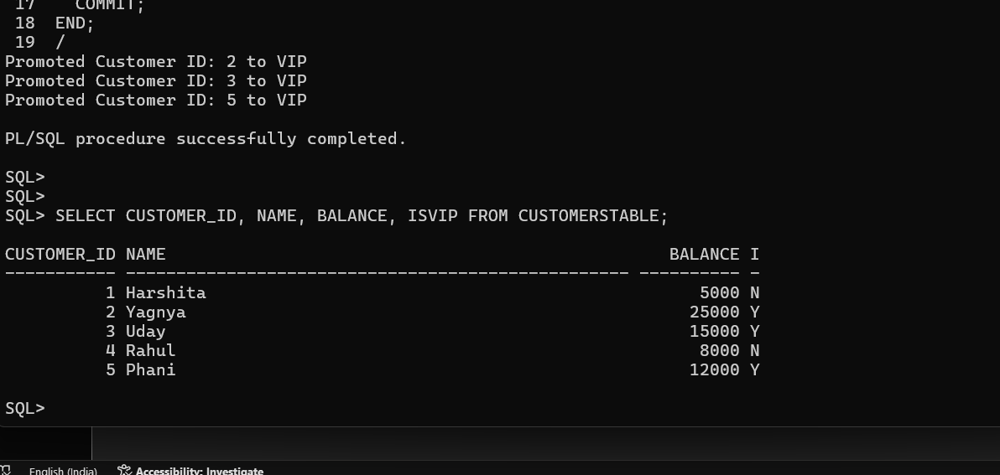 17    COMMIT;
18  END;
19  /
Promoted Customer ID: 2 to VIP
Promoted Customer ID: 3 to VIP
Promoted Customer ID: 5 to VIP
PL/SQL procedure successfully completed.
SQL>
SQL>
SQL> SELECT CUSTOMER_ID, NAME, BALANCE, ISVIP FROM CUSTOMERSTABLE;
CUSTOMER_ID NAME                                                  BALANCE I
----------- -------------------------------------------------- ---------- -
          1 Harshita                                                 5000 N
          2 Yagnya                                                  25000 Y
          3 Uday                                                    15000 Y
          4 Rahul                                                    8000 N
          5 Phani                                                   12000 Y
SQL>
English (India) Accessibility: Investigate